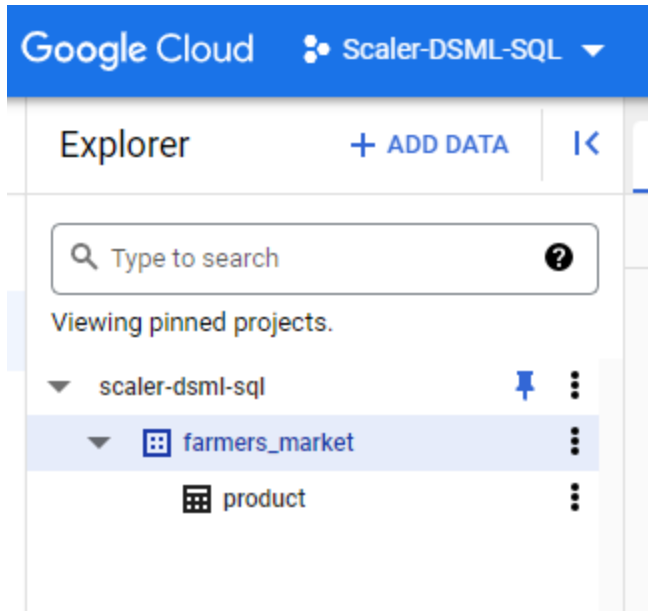 Google Cloud Scaler-DSML-SQL
Explorer + ADD DATA
Type to search
Viewing pinned projects.
scaler-dsml-sql
farmers_market
product